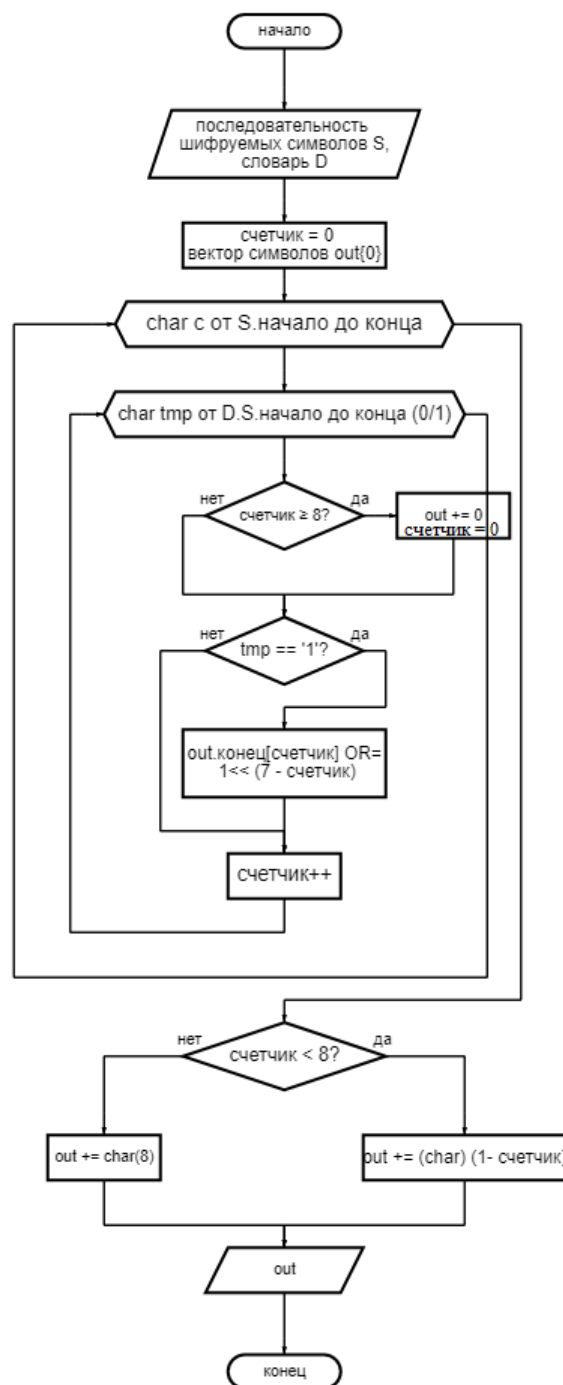 начало
последовательность
шифруемых символов S,
словарь D
счетчик = 0
вектор символов out{0}
char c от S.начало до конца
char tmp от D.S.начало до конца (0/1)
нет
да
счетчик ≥ 8?
out += 0
счетчик = 0
нет
да
tmp == '1'?
out.конец[счетчик] OR=
1<< (7 - счетчик)
счетчик++
нет
да
счетчик < 8?
out += char(8)
out += (char) (1- счетчик)
out
конец